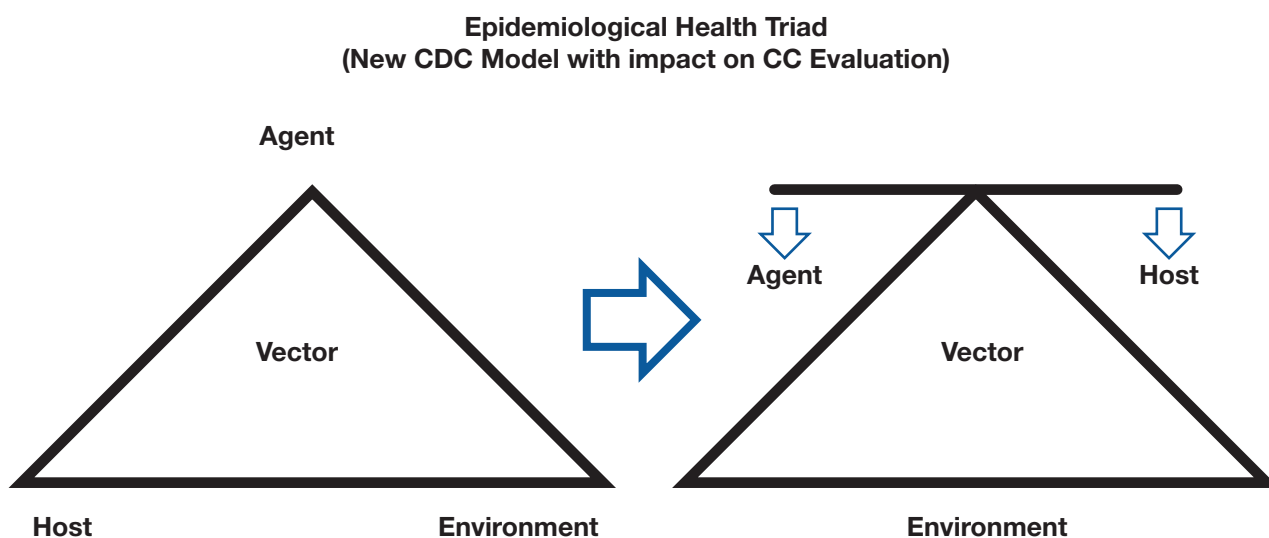 Epidemiological Health Triad
(New CDC Model with impact on CC Evaluation)
Agent
Vector
Host
Environment
Agent
Host
Vector
Environment